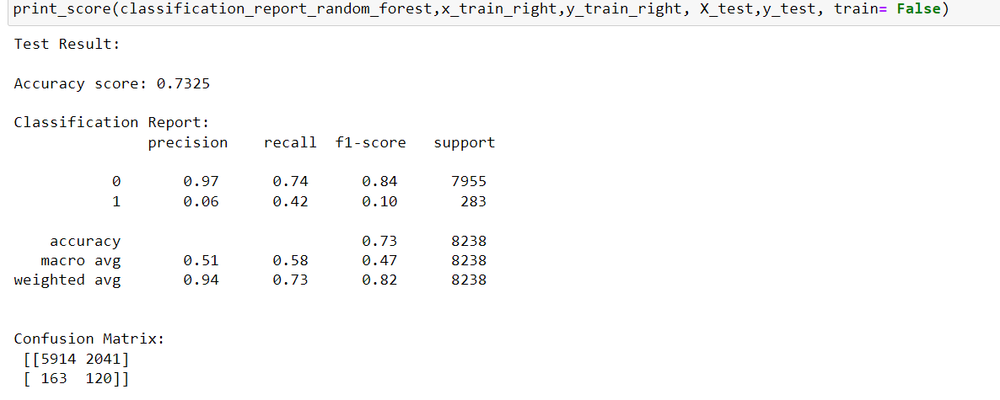 print_score(classification_report_random_forest,x_train_right,y_train_right, X_test,y_test, train= False)
Test Result:
Accuracy score: 0.7325
Classification Report:
precision recall f1-score support
0 0.97 0.74 0.84 7955
1 0.06 0.42 0.10 283
accuracy 0.73 8238
macro avg 0.51 0.58 0.47 8238
weighted avg 0.94 0.73 0.82 8238
Confusion Matrix:
[[5914 2041]
[ 163 120]]